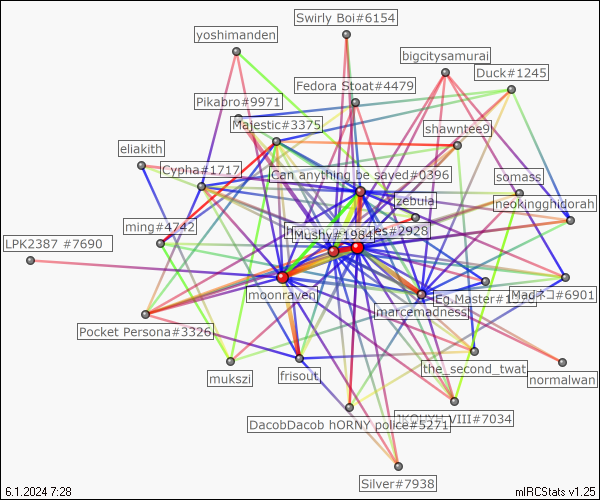 Swirly Boi#6154
yoshimanden
bigcitysamurai
Duck#1245
Fedora Stoat#4479
Pikabro#9971
Majestic#3375
shawntee9
eliakith
Cypha#1717
Can anything be saved#0396
somass
zebula
neokingghidorah
ming#4742
Mushy#1984
es#2928
LPK2387 #7690
moonraven
Eg.Master#1
Madネコ#6901
marcemadness
Pocket Persona#3326
the_second_twat
mukszi
frisout
normalwan
VIII#7034
DacobDacob hORNY police#5271
Silver#7938
6.1.2024 7:28
mIRCStats v1.25